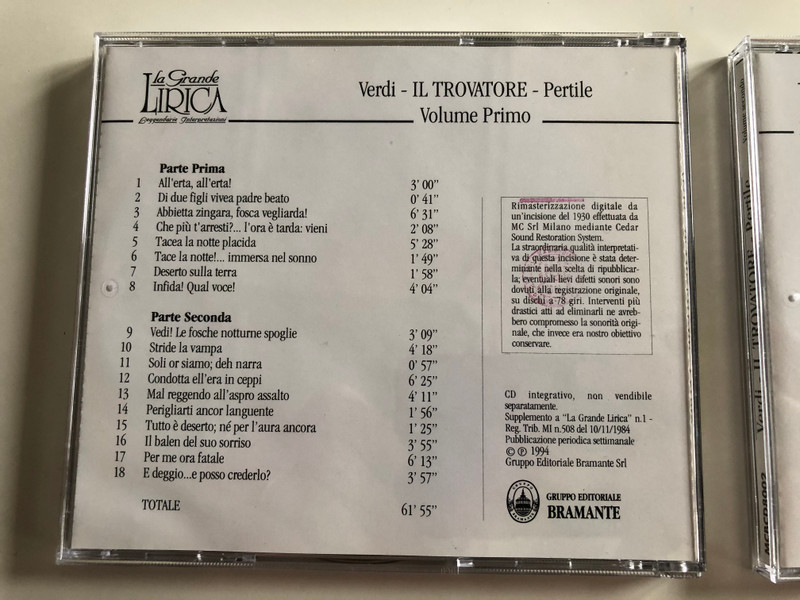 La Grande
LIRICA
Leggendarie Interpretazioni
Verdi - IL TROVATORE - Pertile
Volume Primo
Parte Prima
1 All'erta, all'erta! 3' 00"
2 Di due figli vivea padre beato 0' 41"
3 Abbietta zingara, fosca vegliarda! 6' 31"
4 Che più t'arresti?... l'ora è tarda: vieni 2' 08"
5 Tacea la notte placida 5' 28"
6 Tace la notte!... immersa nel sonno 1' 49"
7 Deserto sulla terra 1' 58"
8 Infida! Qual voce! 4' 04"
Parte Seconda
9 Vedi! Le fosche notturne spoglie 3' 09"
10 Stride la vampa 4' 18"
11 Soli or siamo; deh narra 0' 57"
12 Condotta ell'era in ceppi 6' 25"
13 Mal reggendo all'aspro assalto 4' 11"
14 Perigliarti ancor languente 1' 56"
15 Tutto è deserto; né per l'aura ancora 1' 25"
16 Il balen del suo sorriso 3' 55"
17 Per me ora fatale 6' 13"
18 E deggio...e posso crederlo? 3' 57"
TOTALE 61' 55"
Rimasterizzazione digitale da
un'incisione del 1930 effettuata da
MC Srl Milano mediante Cedar
Sound Restoration System.
La straordinaria qualità interpretati-
va di questa incisione è stata deter-
minante nella scelta di ripubblicar-
la; eventuali lievi difetti sonori sono
dovuti alla registrazione originale,
su dischi a 78 giri. Interventi più
drastici atti ad eliminarli ne avreb-
bero compromesso la sonorità origi-
nale, che invece era nostro obiettivo
conservare.
CD integrativo, non vendibile
separatamente.
Supplemento a "La Grande Lirica" n.1 -
Reg. Trib. MI n.508 del 10/11/1984
Pubblicazione periodica settimanale
© ℗ 1994
Gruppo Editoriale Bramante Srl
GRUPPO EDITORIALE
BRAMANTE
Verdi - IL TROVATORE - Pertile